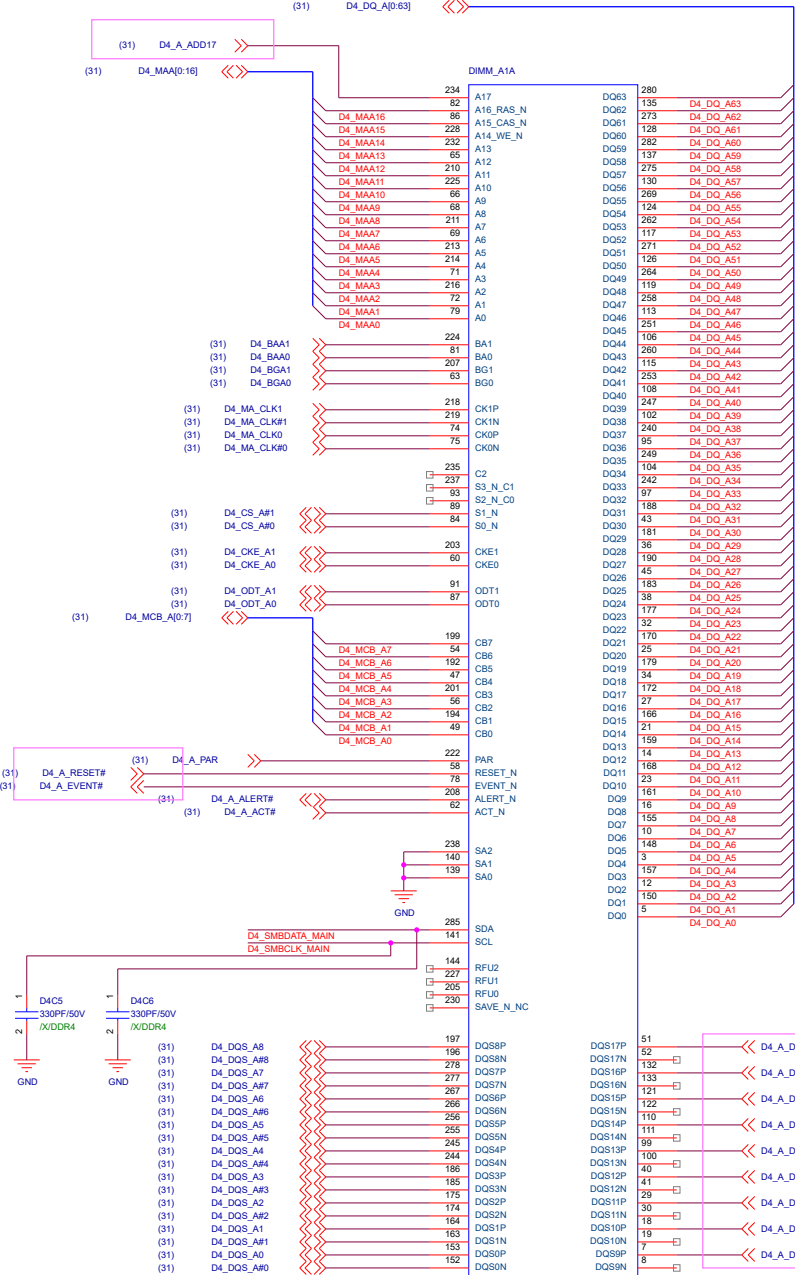 (31) D4_DQ_A[0:63]
(31) D4_A_ADD17
(31) D4_MAA[0:16]
DIMM_A1A
234 A17
D4_MAA16 82 A16_RAS_N
D4_MAA15 86 A15_CAS_N
D4_MAA14 228 A14_WE_N
D4_MAA13 232 A13
D4_MAA12 65 A12
D4_MAA11 210 A11
D4_MAA10 225 A10
D4_MAA9 66 A9
D4_MAA8 68 A8
D4_MAA7 211 A7
D4_MAA6 69 A6
D4_MAA5 213 A5
D4_MAA4 214 A4
D4_MAA3 71 A3
D4_MAA2 216 A2
D4_MAA1 72 A1
D4_MAA0 79 A0
(31) D4_BAA1 224 BA1
(31) D4_BAA0 81 BA0
(31) D4_BGA1 207 BG1
(31) D4_BGA0 63 BG0
(31) D4_MA_CLK1 218 CK1P
(31) D4_MA_CLK#1 219 CK1N
(31) D4_MA_CLK0 74 CK0P
(31) D4_MA_CLK#0 75 CK0N
235 C2
237 S3_N_C1
93 S2_N_C0
(31) D4_CS_A#1 89 S1_N
(31) D4_CS_A#0 84 S0_N
(31) D4_CKE_A1 203 CKE1
(31) D4_CKE_A0 60 CKE0
(31) D4_ODT_A1 91 ODT1
(31) D4_ODT_A0 87 ODT0
(31) D4_MCB_A[0:7]
D4_MCB_A7 199 CB7
D4_MCB_A6 54 CB6
D4_MCB_A5 192 CB5
D4_MCB_A4 47 CB4
D4_MCB_A3 201 CB3
D4_MCB_A2 56 CB2
D4_MCB_A1 194 CB1
D4_MCB_A0 49 CB0
(31) D4_A_PAR 222 PAR
(31) D4_A_RESET# 58 RESET_N
(31) D4_A_EVENT# 78 EVENT_N
(31) D4_A_ALERT# 208 ALERT_N
(31) D4_A_ACT# 62 ACT_N
238 SA2
140 SA1
139 SA0
GND
D4_SMBDATA_MAIN 285 SDA
D4_SMBCLK_MAIN 141 SCL
144 RFU2
227 RFU1
205 RFU0
230 SAVE_N_NC
1 D4C5 1 D4C6
330PF/50V 330PF/50V
2 /X/DDR4 2 /X/DDR4
GND GND
(31) D4_DQS_A8 197 DQS8P
(31) D4_DQS_A#8 196 DQS8N
(31) D4_DQS_A7 278 DQS7P
(31) D4_DQS_A#7 277 DQS7N
(31) D4_DQS_A6 267 DQS6P
(31) D4_DQS_A#6 266 DQS6N
(31) D4_DQS_A5 256 DQS5P
(31) D4_DQS_A#5 255 DQS5N
(31) D4_DQS_A4 245 DQS4P
(31) D4_DQS_A#4 244 DQS4N
(31) D4_DQS_A3 186 DQS3P
(31) D4_DQS_A#3 185 DQS3N
(31) D4_DQS_A2 175 DQS2P
(31) D4_DQS_A#2 174 DQS2N
(31) D4_DQS_A1 164 DQS1P
(31) D4_DQS_A#1 163 DQS1N
(31) D4_DQS_A0 153 DQS0P
(31) D4_DQS_A#0 152 DQS0N
DQ63 280 D4_DQ_A63
DQ62 135 D4_DQ_A62
DQ61 273 D4_DQ_A61
DQ60 128 D4_DQ_A60
DQ59 282 D4_DQ_A59
DQ58 137 D4_DQ_A58
DQ57 275 D4_DQ_A57
DQ56 130 D4_DQ_A56
DQ55 269 D4_DQ_A55
DQ54 124 D4_DQ_A54
DQ53 262 D4_DQ_A53
DQ52 117 D4_DQ_A52
DQ51 271 D4_DQ_A51
DQ50 126 D4_DQ_A50
DQ49 264 D4_DQ_A49
DQ48 119 D4_DQ_A48
DQ47 258 D4_DQ_A47
DQ46 113 D4_DQ_A46
DQ45 251 D4_DQ_A45
DQ44 106 D4_DQ_A44
DQ43 260 D4_DQ_A43
DQ42 115 D4_DQ_A42
DQ41 253 D4_DQ_A41
DQ40 108 D4_DQ_A40
DQ39 247 D4_DQ_A39
DQ38 102 D4_DQ_A38
DQ37 240 D4_DQ_A37
DQ36 95 D4_DQ_A36
DQ35 249 D4_DQ_A35
DQ34 104 D4_DQ_A34
DQ33 242 D4_DQ_A33
DQ32 97 D4_DQ_A32
DQ31 188 D4_DQ_A31
DQ30 43 D4_DQ_A30
DQ29 181 D4_DQ_A29
DQ28 36 D4_DQ_A28
DQ27 190 D4_DQ_A27
DQ26 45 D4_DQ_A26
DQ25 183 D4_DQ_A25
DQ24 38 D4_DQ_A24
DQ23 177 D4_DQ_A23
DQ22 32 D4_DQ_A22
DQ21 170 D4_DQ_A21
DQ20 25 D4_DQ_A20
DQ19 179 D4_DQ_A19
DQ18 34 D4_DQ_A18
DQ17 172 D4_DQ_A17
DQ16 27 D4_DQ_A16
DQ15 166 D4_DQ_A15
DQ14 21 D4_DQ_A14
DQ13 159 D4_DQ_A13
DQ12 14 D4_DQ_A12
DQ11 168 D4_DQ_A11
DQ10 23 D4_DQ_A10
DQ9 161 D4_DQ_A9
DQ8 16 D4_DQ_A8
DQ7 155 D4_DQ_A7
DQ6 10 D4_DQ_A6
DQ5 148 D4_DQ_A5
DQ4 3 D4_DQ_A4
DQ3 157 D4_DQ_A3
DQ2 12 D4_DQ_A2
DQ1 150 D4_DQ_A1
DQ0 5 D4_DQ_A0
DQS17P 51 D4_A_D
DQS17N 52
DQS16P 132 D4_A_D
DQS16N 133
DQS15P 121 D4_A_D
DQS15N 122
DQS14P 110 D4_A_D
DQS14N 111
DQS13P 99 D4_A_D
DQS13N 100
DQS12P 40 D4_A_D
DQS12N 41
DQS11P 29 D4_A_D
DQS11N 30
DQS10P 18 D4_A_D
DQS10N 19
DQS9P 7 D4_A_D
DQS9N 8